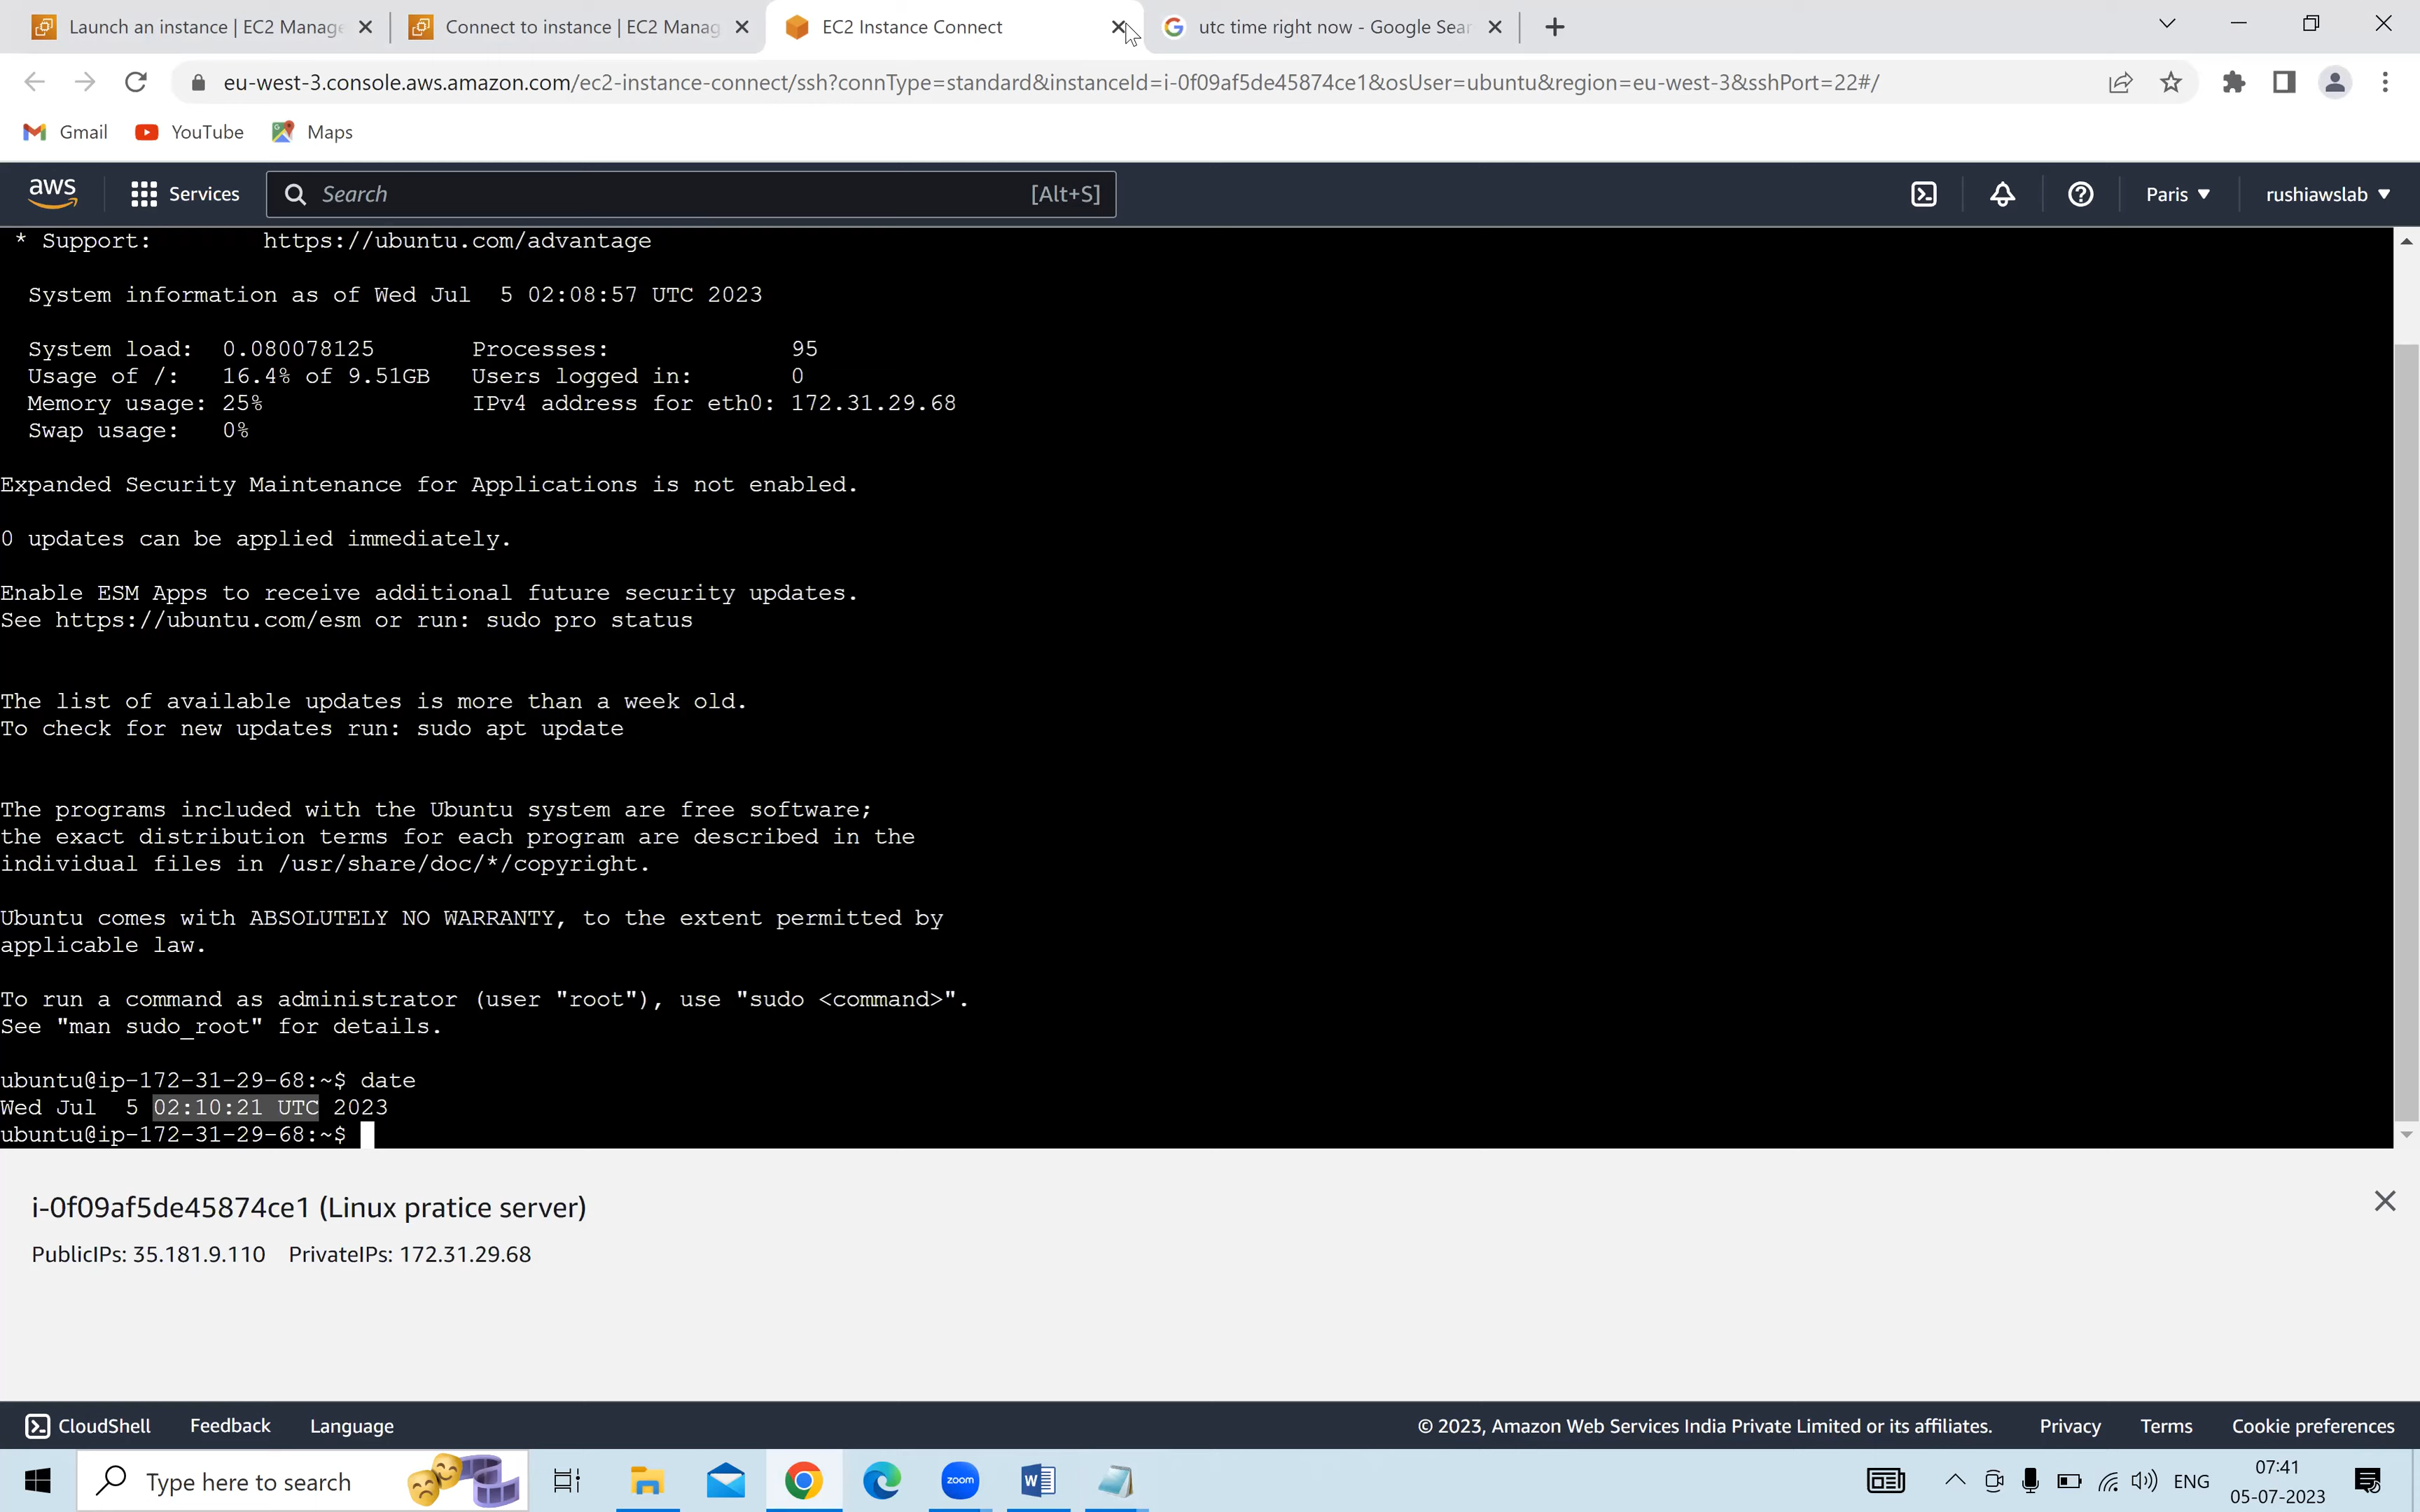 Launch an instance | EC2 Manage
Connect to instance | EC2 Manag
EC2 Instance Connect
utc time right now - Google Sear
eu-west-3.console.aws.amazon.com/ec2-instance-connect/ssh?connType=standard&instanceId=i-0f09af5de45874ce1&osUser=ubuntu&region=eu-west-3&sshPort=22#/
Gmail YouTube Maps
aws Services Search [Alt+S] Paris rushiawslab
* Support: https://ubuntu.com/advantage
System information as of Wed Jul 5 02:08:57 UTC 2023
System load: 0.080078125 Processes: 95
Usage of /: 16.4% of 9.51GB Users logged in: 0
Memory usage: 25% IPv4 address for eth0: 172.31.29.68
Swap usage: 0%
Expanded Security Maintenance for Applications is not enabled.
0 updates can be applied immediately.
Enable ESM Apps to receive additional future security updates.
See https://ubuntu.com/esm or run: sudo pro status
The list of available updates is more than a week old.
To check for new updates run: sudo apt update
The programs included with the Ubuntu system are free software;
the exact distribution terms for each program are described in the
individual files in /usr/share/doc/*/copyright.
Ubuntu comes with ABSOLUTELY NO WARRANTY, to the extent permitted by
applicable law.
To run a command as administrator (user "root"), use "sudo <command>".
See "man sudo_root" for details.
ubuntu@ip-172-31-29-68:~$ date
Wed Jul 5 02:10:21 UTC 2023
ubuntu@ip-172-31-29-68:~$
i-0f09af5de45874ce1 (Linux pratice server)
PublicIPs: 35.181.9.110 PrivateIPs: 172.31.29.68
CloudShell Feedback Language © 2023, Amazon Web Services India Private Limited or its affiliates. Privacy Terms Cookie preferences
Type here to search zoom W ENG 07:41
05-07-2023